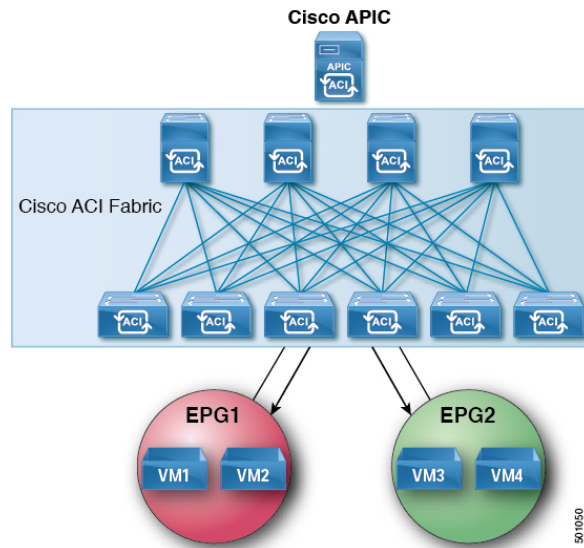 Cisco APIC
APIC
ACI
ACI
ACI
ACI
ACI
Cisco ACI Fabric
ACI
ACI
ACI
ACI
ACI
ACI
EPG1
EPG2
VM1
VM2
VM3
VM4
501050